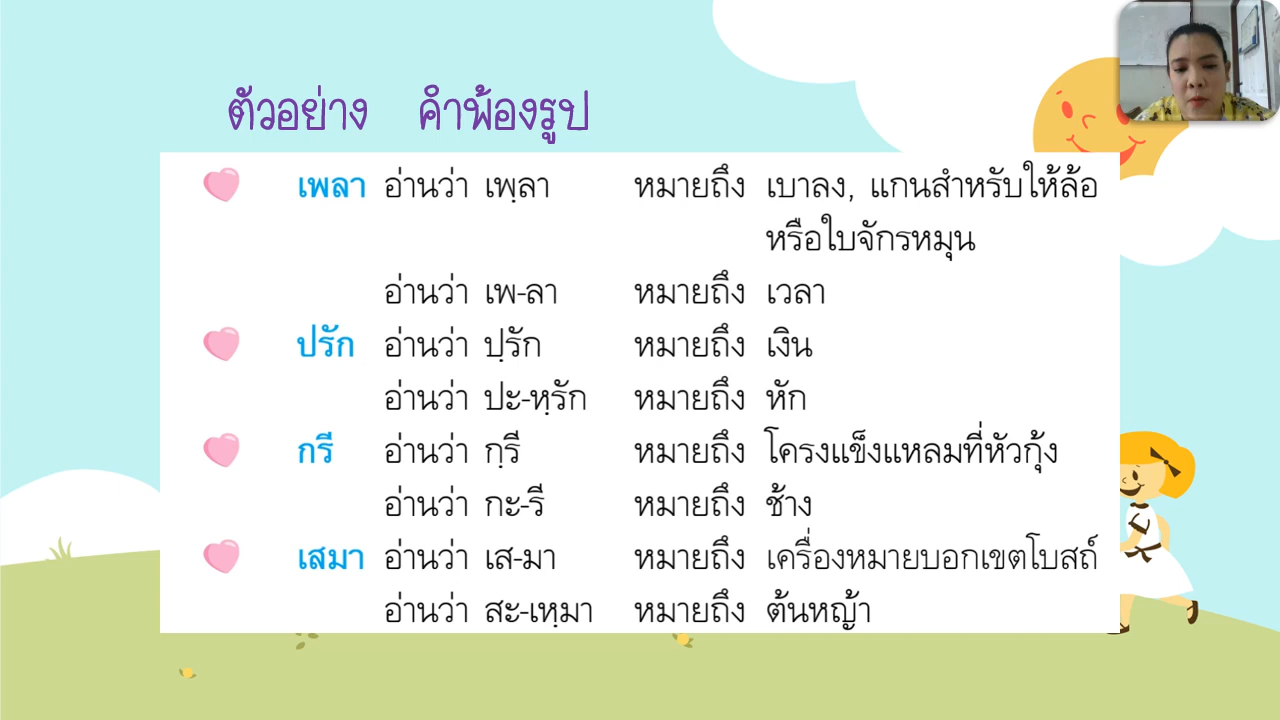 ตัวอย่าง คำพ้องรูป
เพลา อ่านว่า เพฺลา หมายถึง เบาลง, แกนสำหรับให้ล้อ
หรือใบจักรหมุน
อ่านว่า เพ-ลา หมายถึง เวลา
ปรัก อ่านว่า ปฺรัก หมายถึง เงิน
อ่านว่า ปะ-หฺรัก หมายถึง หัก
กรี อ่านว่า กฺรี หมายถึง โครงแข็งแหลมที่หัวกุ้ง
อ่านว่า กะ-รี หมายถึง ช้าง
เสมา อ่านว่า เส-มา หมายถึง เครื่องหมายบอกเขตโบสถ์
อ่านว่า สะ-เหฺมา หมายถึง ต้นหญ้า